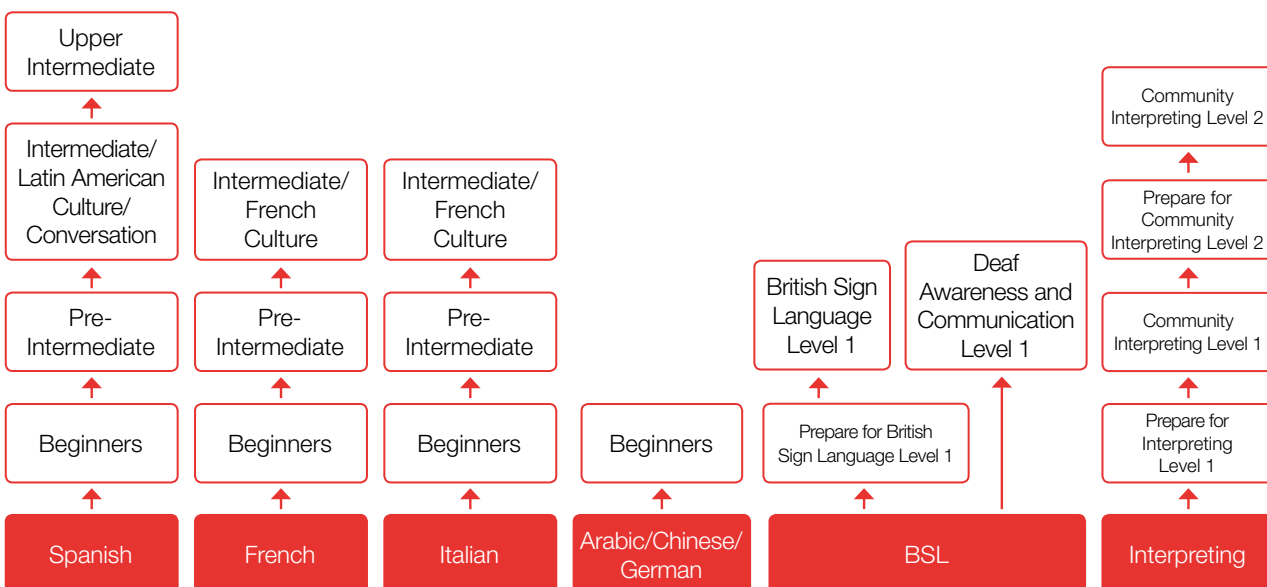 Upper
Intermediate
Intermediate/
Latin American
Culture/
Conversation
Pre-
Intermediate
Beginners
Spanish
Intermediate/
French
Culture
Pre-
Intermediate
Beginners
French
Intermediate/
French
Culture
Pre-
Intermediate
Beginners
Italian
Beginners
Arabic/Chinese/
German
British Sign
Language
Level 1
Prepare for British
Sign Language Level 1
Deaf
Awareness and
Communication
Level 1
BSL
Community
Interpreting Level 2
Prepare for
Community
Interpreting Level 2
Community
Interpreting Level 1
Prepare for
Interpreting
Level 1
Interpreting